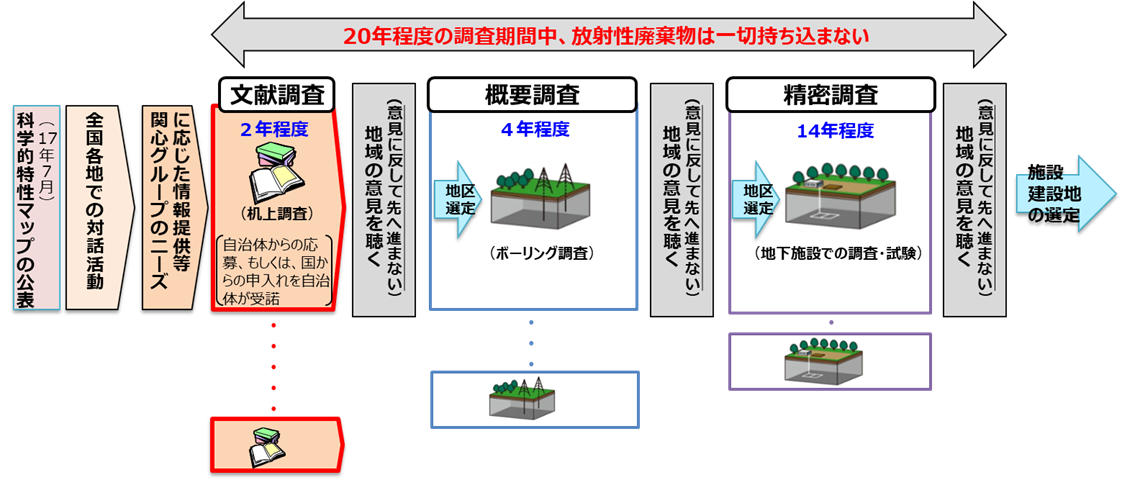 20年程度の調査期間中、放射性廃棄物は一切持ち込まない
科学的特性マップの公表
(17年7月)
全国各地での対話活動
関心グループのニーズ
に応じた情報提供等
文献調査
2年程度
(机上調査)
自治体からの応
募、もしくは、国か
らの申入れを自治
体が受諾
地域の意見を聴く
(意見に反して先へ進まない)
概要調査
4年程度
地区
選定
(ボーリング調査)
地域の意見を聴く
(意見に反して先へ進まない)
精密調査
14年程度
地区
選定
(地下施設での調査・試験)
地域の意見を聴く
(意見に反して先へ進まない)
施設
建設地
の選定